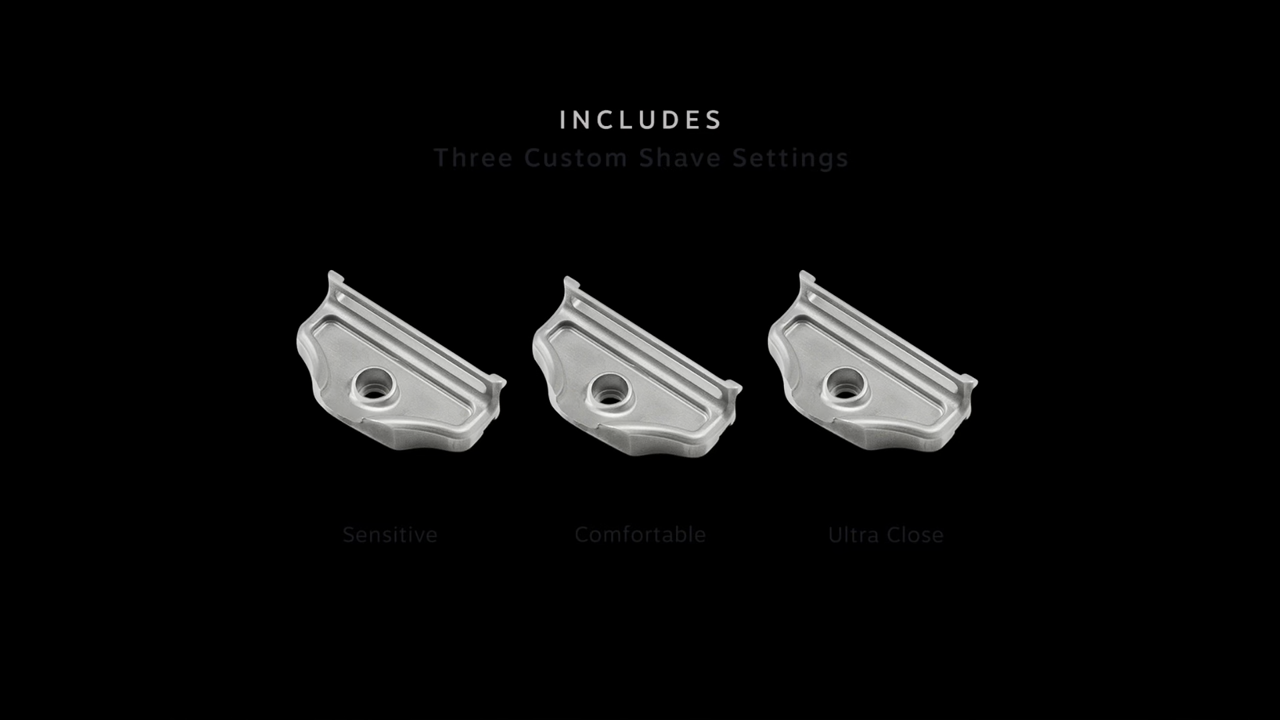 INCLUDES
Three Custom Shave Settings
Sensitive
Comfortable
Ultra Close